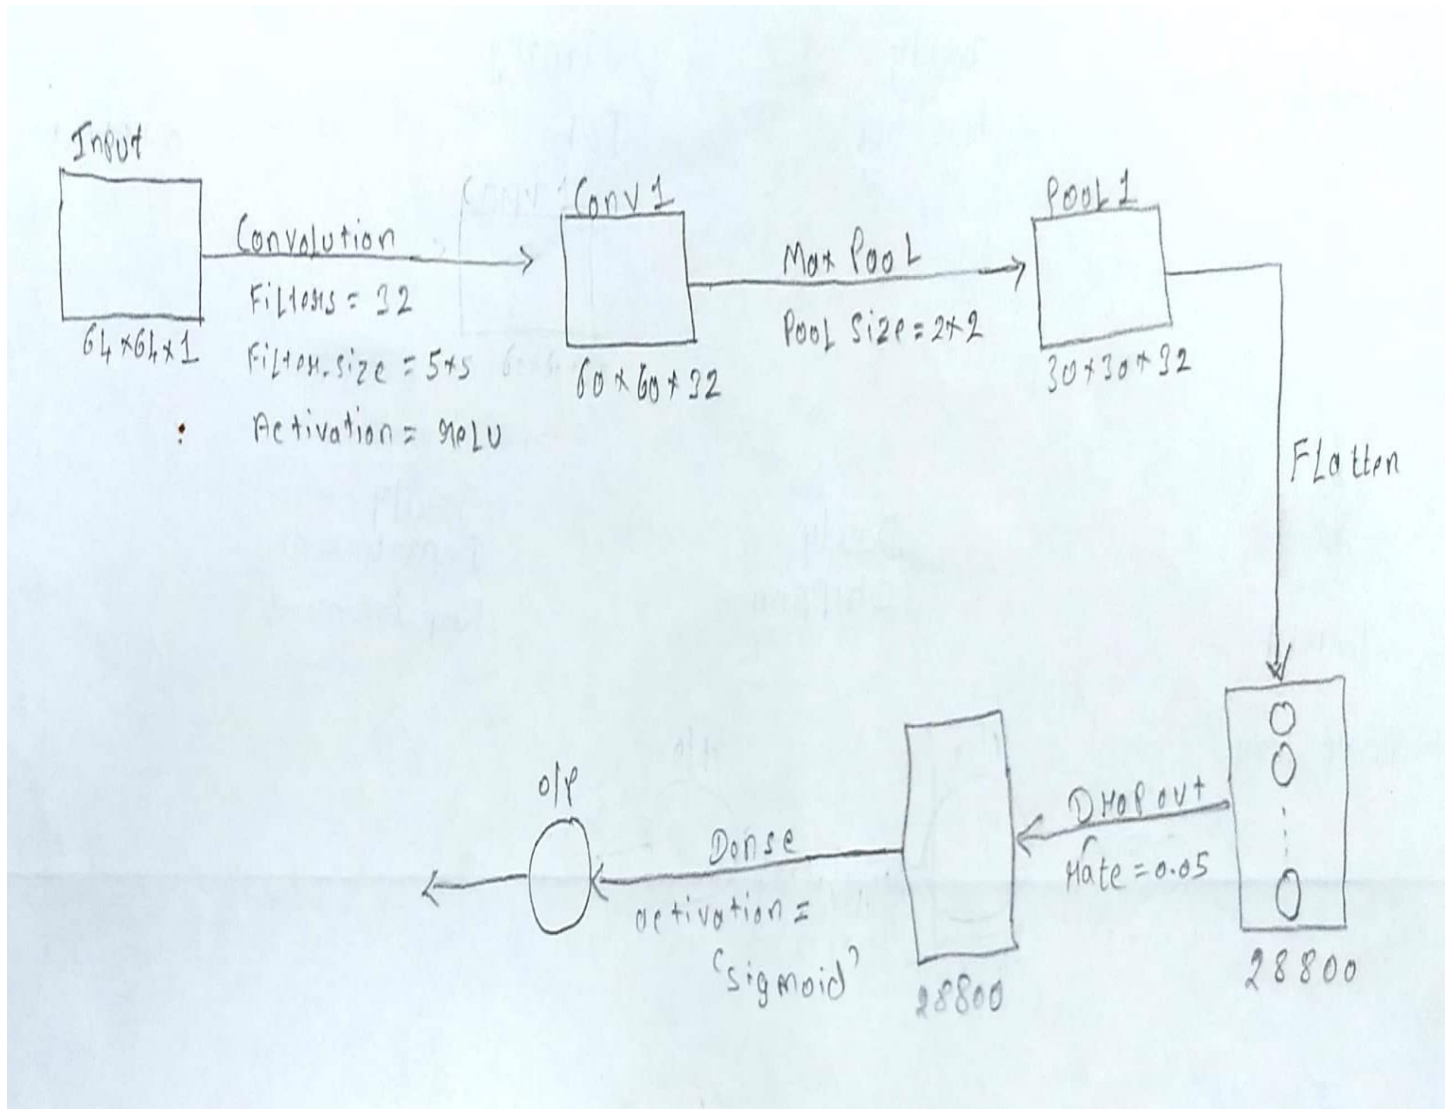 Input
64×64×1
Convolution
Filters = 32
Filter.size = 5×5
Activation = relu
Conv 1
60×60×32
Max Pool
Pool Size = 2×2
Pool 1
30×30×32
Flatten
28800
Dropout
rate = 0.05
28800
Dense
activation =
'sigmoid'
o/p